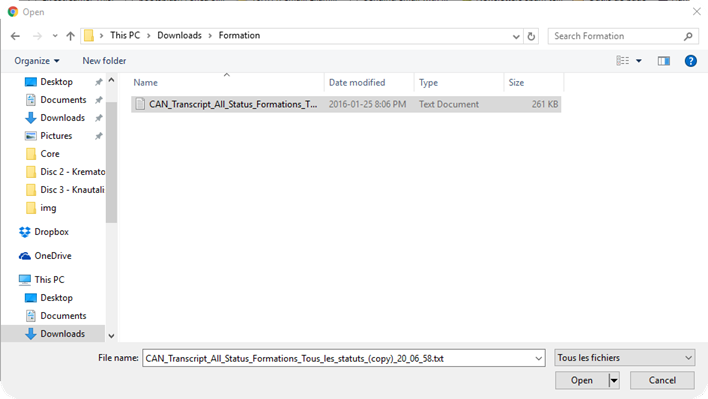 Open
This PC > Downloads > Formation
Search Formation
Organize
New folder
Name
Date modified
Type
Size
CAN_Transcript_All_Status_Formations_T...
2016-01-25 8:06 PM
Text Document
261 KB
Desktop
Documents
Downloads
Pictures
Core
Disc 2 - Kremato
Disc 3 - Knautali
img
Dropbox
OneDrive
This PC
Desktop
Documents
Downloads
File name:
CAN_Transcript_All_Status_Formations_Tous_les_statuts_(copy)_20_06_58.txt
Tous les fichiers
Open
Cancel